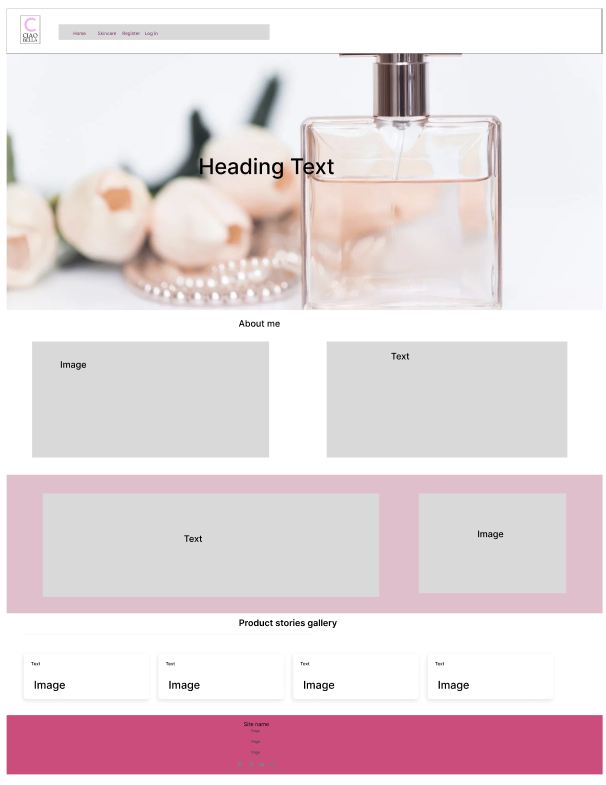 C
CIAO
BELLA
Home Skincare Register Log in
Heading Text
About me
Image
Text
Text
Image
Product stories gallery
Text
Image
Text
Image
Text
Image
Text
Image
Site name
Page
Page
Page